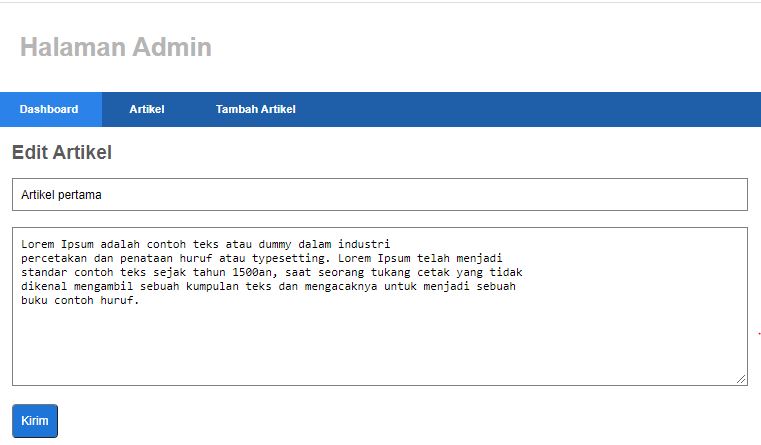 Halaman Admin
Dashboard Artikel Tambah Artikel
Edit Artikel
Artikel pertama
Lorem Ipsum adalah contoh teks atau dummy dalam industri
percetakan dan penataan huruf atau typesetting. Lorem Ipsum telah menjadi
standar contoh teks sejak tahun 1500an, saat seorang tukang cetak yang tidak
dikenal mengambil sebuah kumpulan teks dan mengacaknya untuk menjadi sebuah
buku contoh huruf.
Kirim